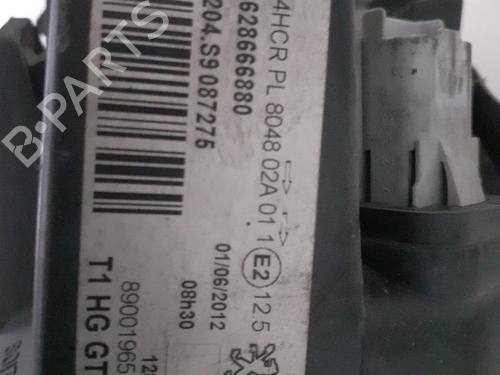 4HCR PL 8048 02A 01 1 E2 12.5
9628666880
204.S9 087275
01/06/2012
08h30
89001965
T1 HG GT
B-PARTS